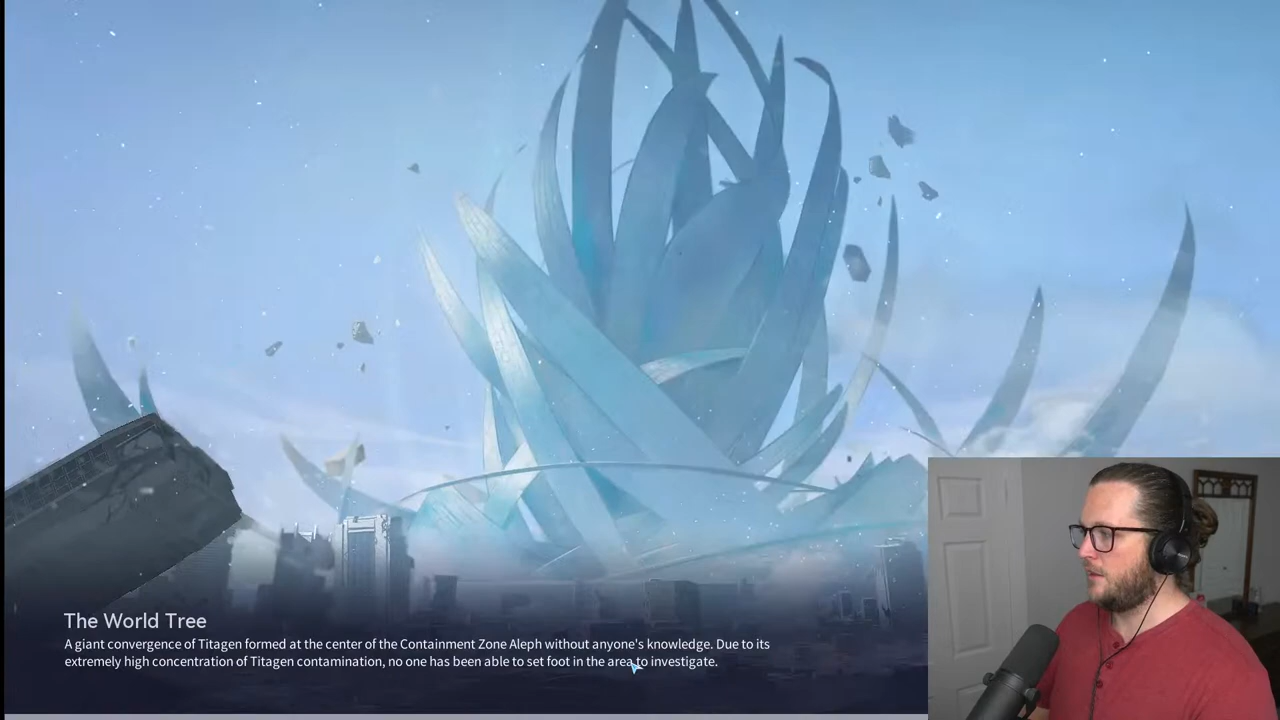 The World Tree
A giant convergence of Titagen formed at the center of the Containment Zone Aleph without anyone's knowledge. Due to its
extremely high concentration of Titagen contamination, no one has been able to set foot in the area to investigate.